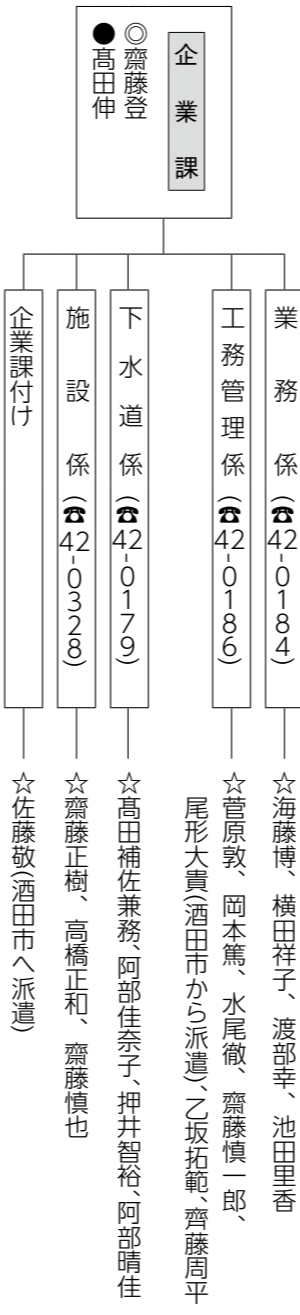 企業課
◎齋藤登
●髙田伸
業務係（☎42-0184）
☆海藤博、横田祥子、渡部幸、池田里香
工務管理係（☎42-0186）
☆菅原敦、岡本篤、水尾徹、齋藤慎一郎、
尾形大貴(酒田市から派遣)、乙坂拓範、齊藤周平
下水道係（☎42-0179）
☆髙田補佐兼務、阿部佳奈子、押井智裕、阿部晴佳
施設係（☎42-0328）
☆齋藤正樹、高橋正和、齋藤慎也
企業課付け
☆佐藤敬(酒田市へ派遣)